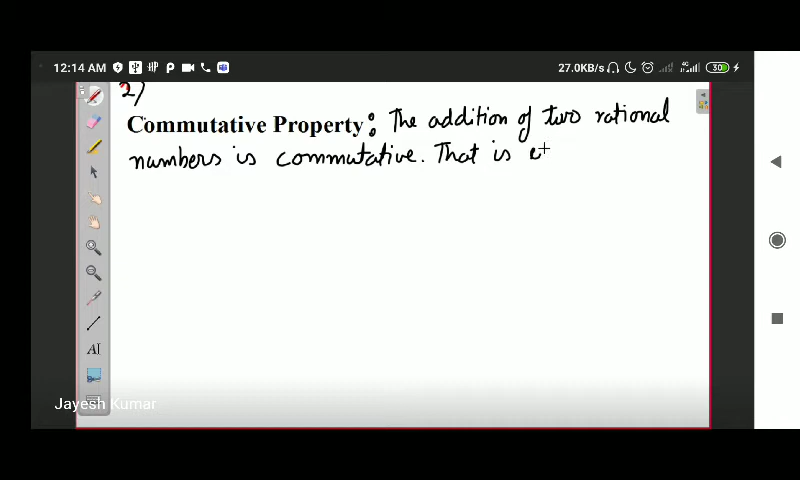 12:14 AM
27.0KB/s
30
2)
Commutative Property: The addition of two rational
numbers is commutative. That is
Jayesh Kumar